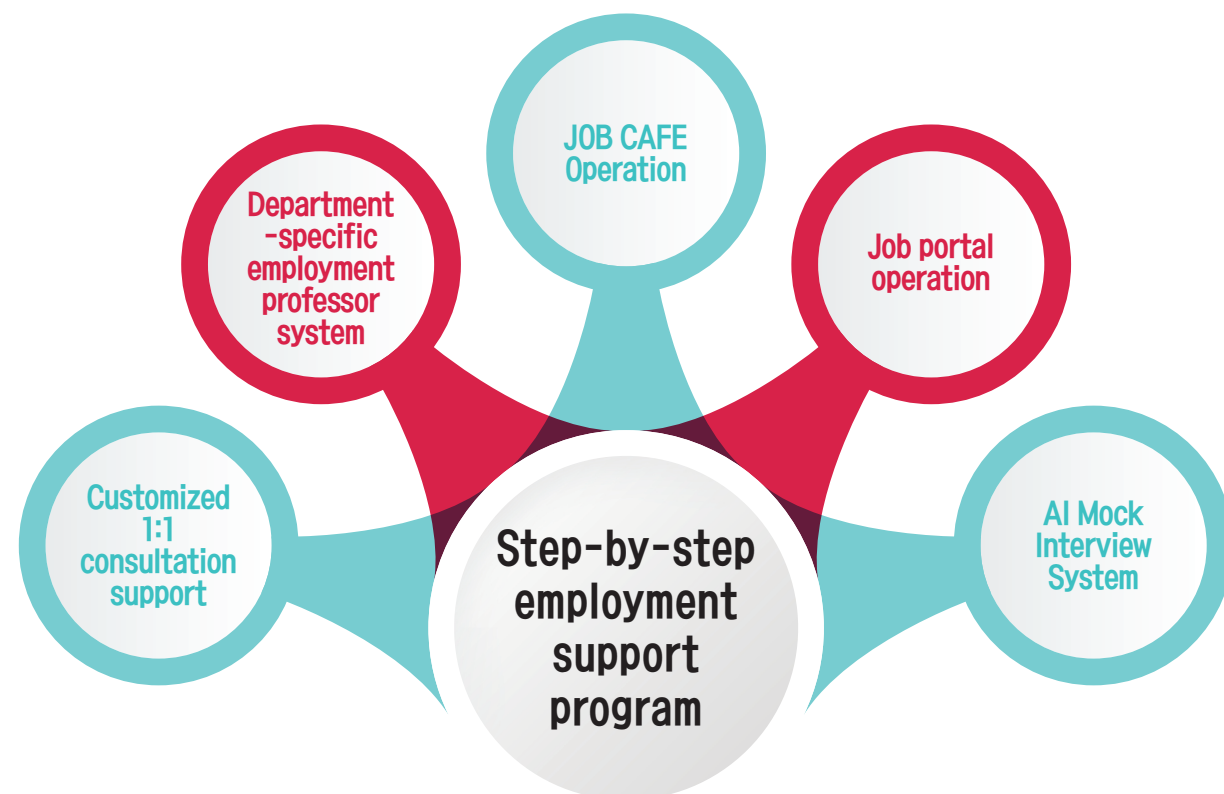 JOB CAFE
Operation
Department
-specific
employment
professor
system
Job portal
operation
Customized
1:1
consultation
support
AI Mock
Interview
System
Step-by-step
employment
support
program